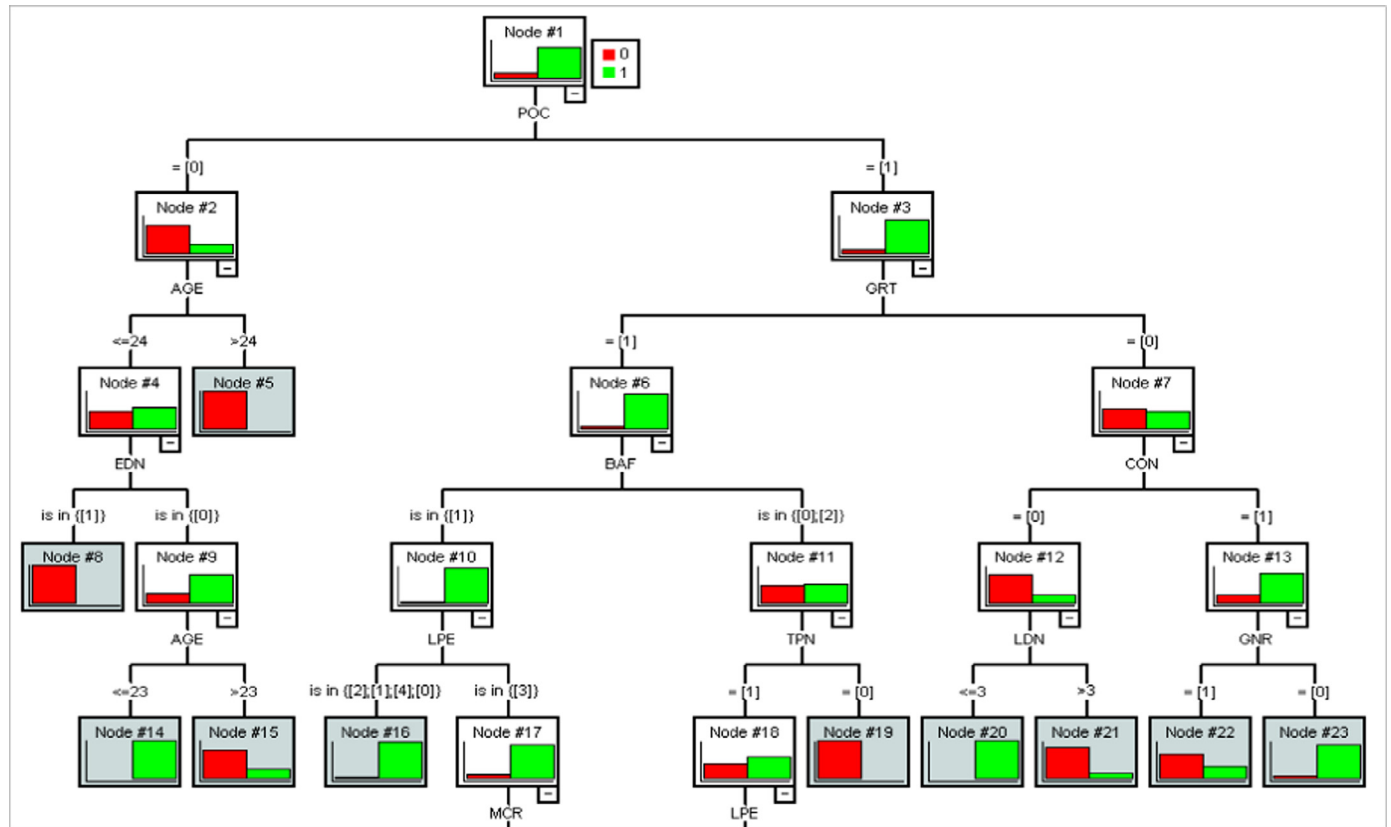 Node #1
0
1
POC
= [0]
= [1]
Node #2
Node #3
AGE
GRT
<=24
>24
= [1]
= [0]
Node #4
Node #5
Node #6
Node #7
EDN
BAF
CON
is in {[1]}
is in {[0]}
is in {[1]}
is in {[0];[2]}
= [0]
= [1]
Node #8
Node #9
Node #10
Node #11
Node #12
Node #13
AGE
LPE
TPN
LDN
GNR
<=23
>23
is in {[2];[1];[4];[0]}
is in {[3]}
= [1]
= [0]
<=3
>3
= [1]
= [0]
Node #14
Node #15
Node #16
Node #17
Node #18
Node #19
Node #20
Node #21
Node #22
Node #23
MCR
LPE